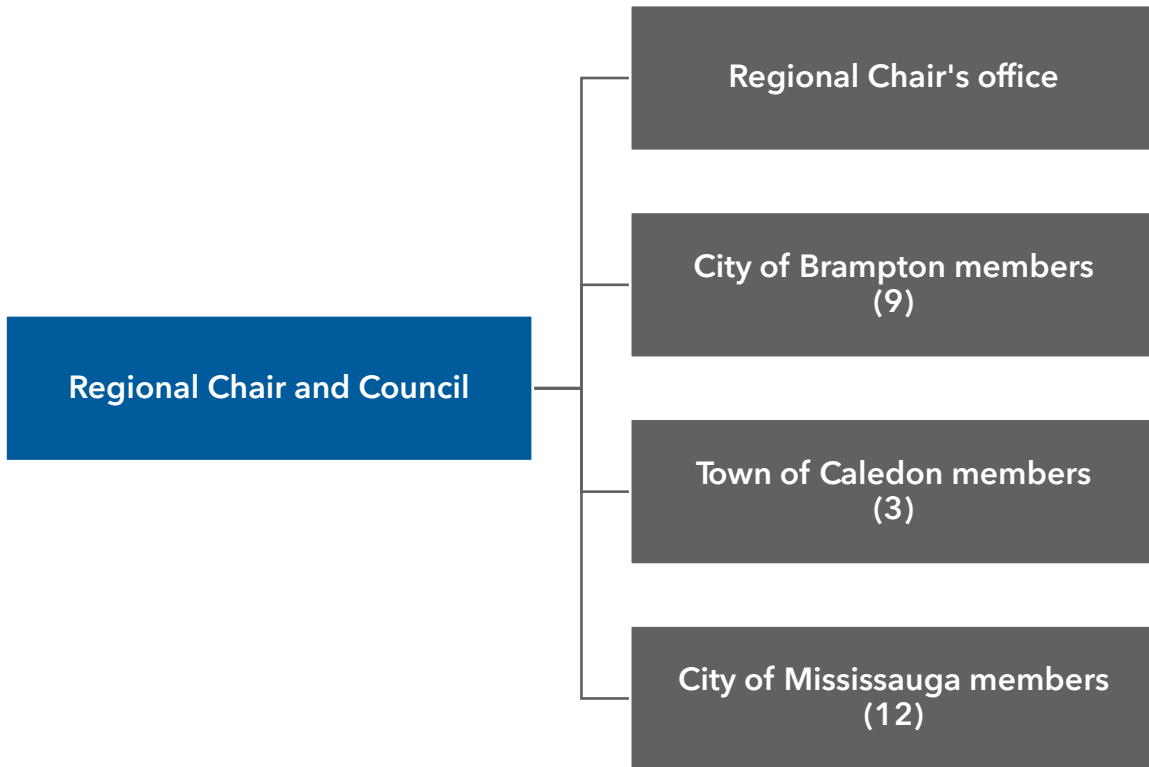 Regional Chair's office
City of Brampton members
(9)
Regional Chair and Council
Town of Caledon members
(3)
City of Mississauga members
(12)